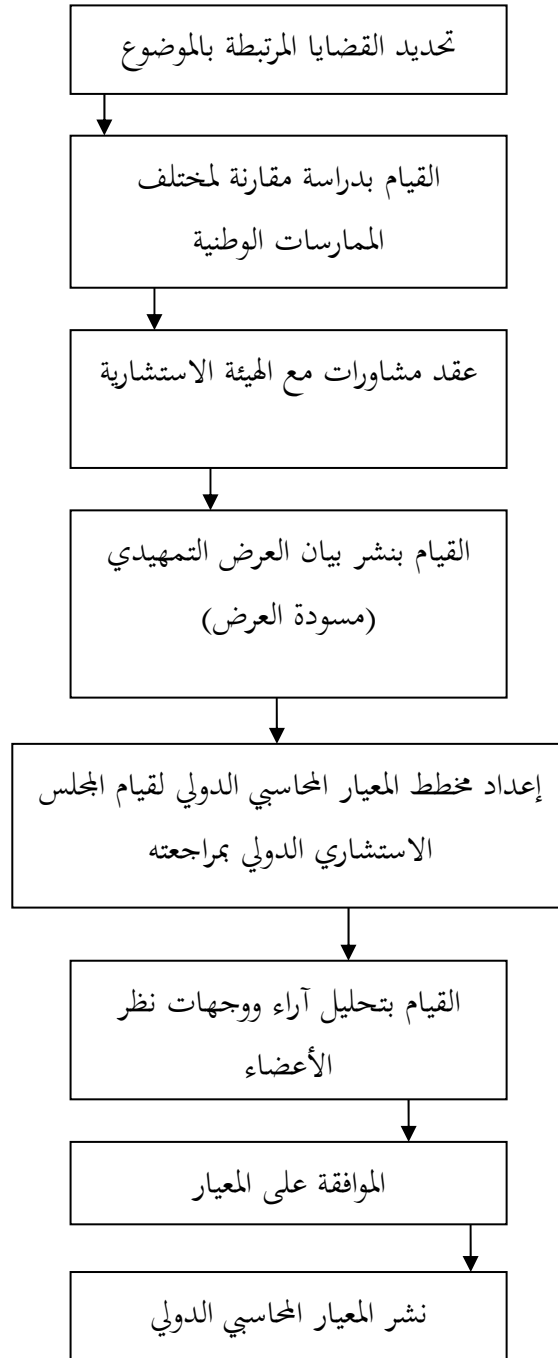 تحديد القضايا المرتبطة بالموضوع
القيام بدراسة مقارنة لمختلف
الممارسات الوطنية
عقد مشاورات مع الهيئة الاستشارية
القيام بنشر بيان العرض التمهيدي
(مسودة العرض)
إعداد مخطط المعيار المحاسبي الدولي لقيام المجلس
الاستشاري الدولي بمراجعته
القيام بتحليل آراء ووجهات نظر
الأعضاء
الموافقة على المعيار
نشر المعيار المحاسبي الدولي